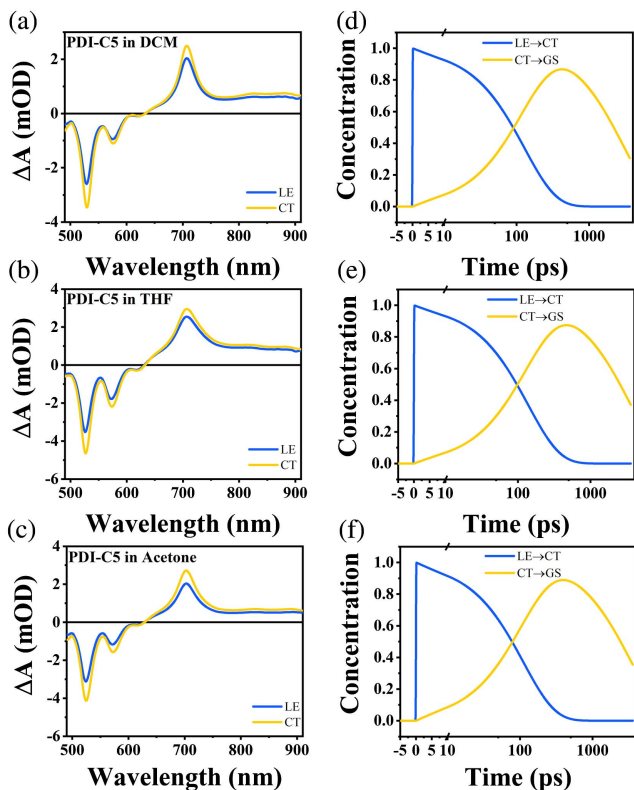 (a)
PDI-C5 in DCM
4
2
0
-2
-4
ΔA (mOD)
LE
CT
500 600 700 800 900
Wavelength (nm)
(d)
1.0
0.8
0.6
0.4
0.2
0.0
Concentration
LE→CT
CT→GS
-5 0 5 10 100 1000
Time (ps)
(b)
PDI-C5 in THF
4
2
0
-2
-4
-6
ΔA (mOD)
LE
CT
500 600 700 800 900
Wavelength (nm)
(e)
1.0
0.8
0.6
0.4
0.2
0.0
Concentration
LE→CT
CT→GS
-5 0 5 10 100 1000
Time (ps)
(c)
PDI-C5 in Acetone
4
2
0
-2
-4
-6
ΔA (mOD)
LE
CT
500 600 700 800 900
Wavelength (nm)
(f)
1.0
0.8
0.6
0.4
0.2
0.0
Concentration
LE→CT
CT→GS
-5 0 5 10 100 1000
Time (ps)